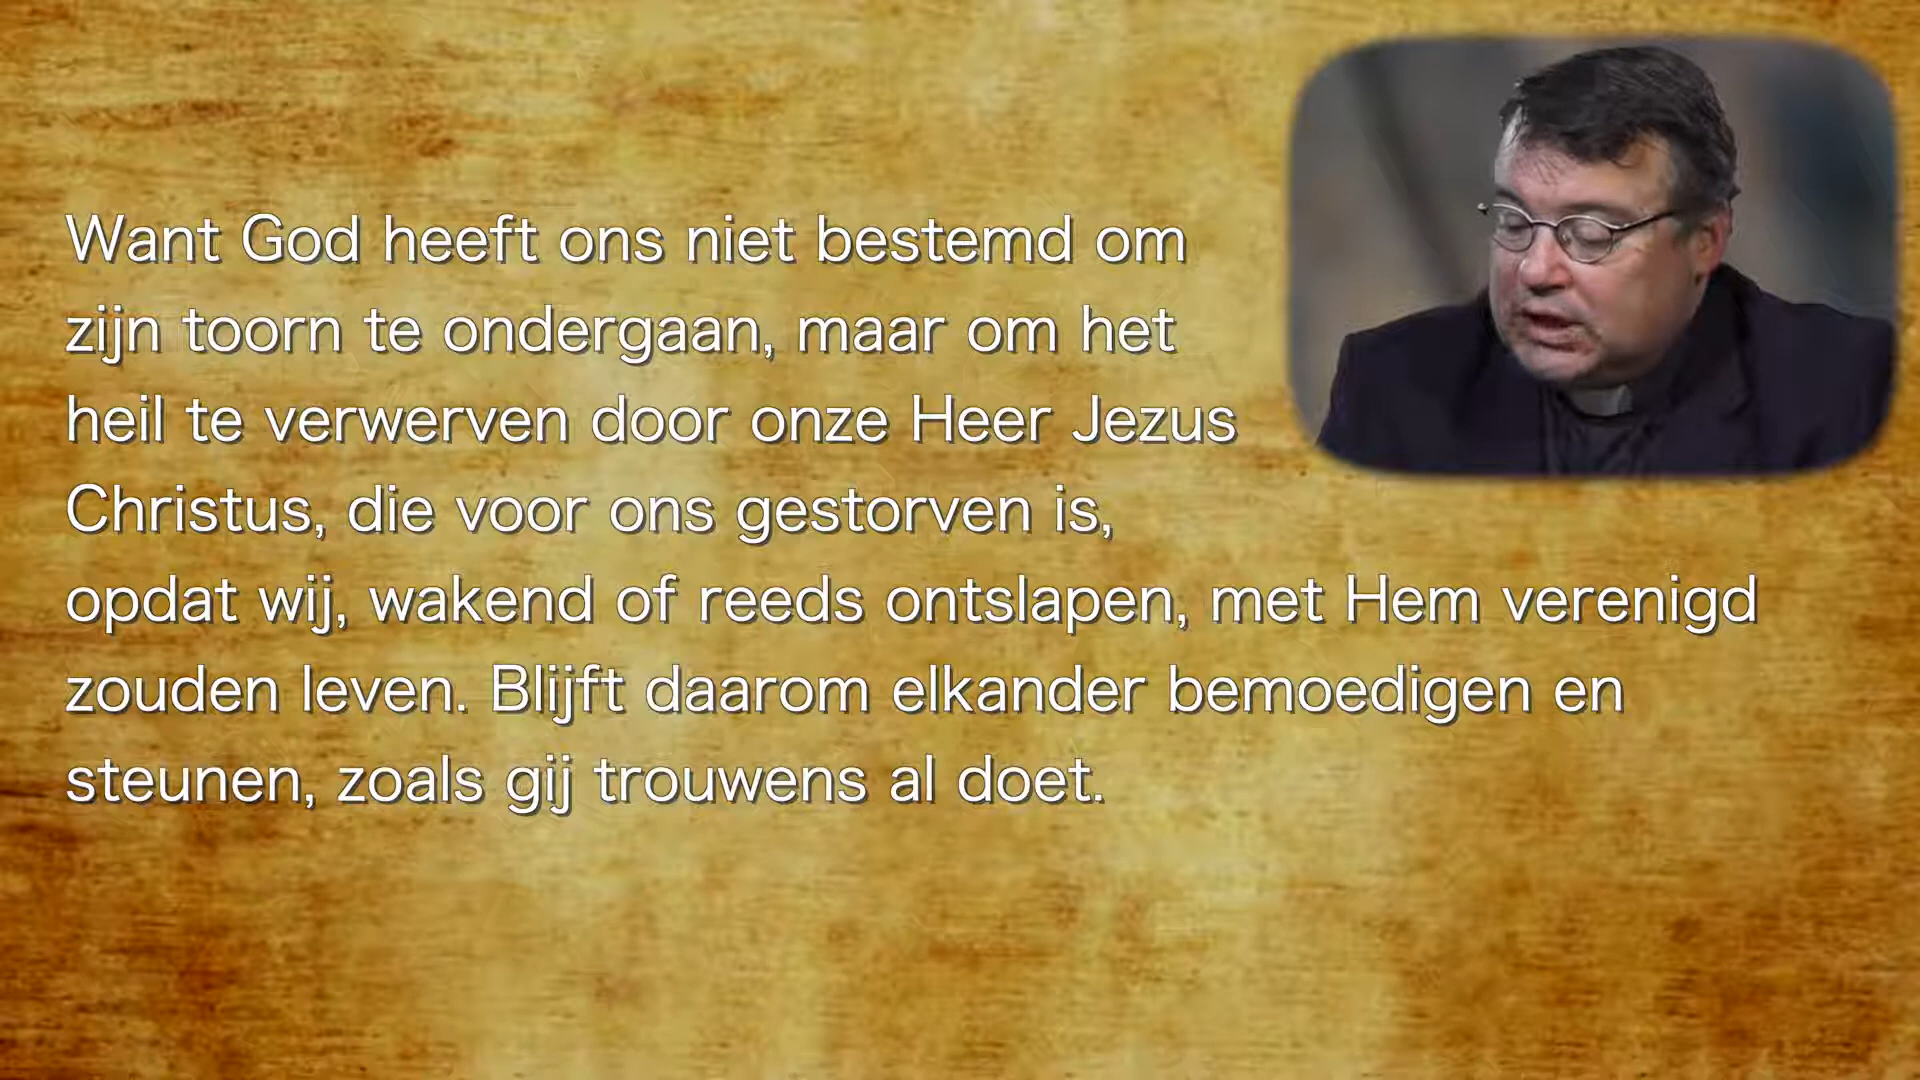 Want God heeft ons niet bestemd om
zijn toorn te ondergaan, maar om het
heil te verwerven door onze Heer Jezus
Christus, die voor ons gestorven is,
opdat wij, wakend of reeds ontslapen, met Hem verenigd
zouden leven. Blijft daarom elkander bemoedigen en
steunen, zoals gij trouwens al doet.